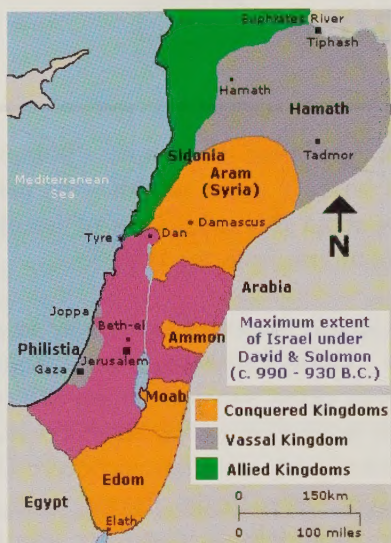 Euphrates River
Tiphash
Hamath
Hamath
Tadmor
Sidonia
Aram
(Syria)
Mediterranean
Sea
Damascus
N
Tyre
Dan
Arabia
Joppa
Beth-el
Ammon
Maximum extent
of Israel under
David & Solomon
(c. 990 - 930 B.C.)
Philistia
Jerusalem
Gaza
Moab
Conquered Kingdoms
Vassal Kingdom
Allied Kingdoms
Edom
Egypt
Elath
0 150km
0 100 miles